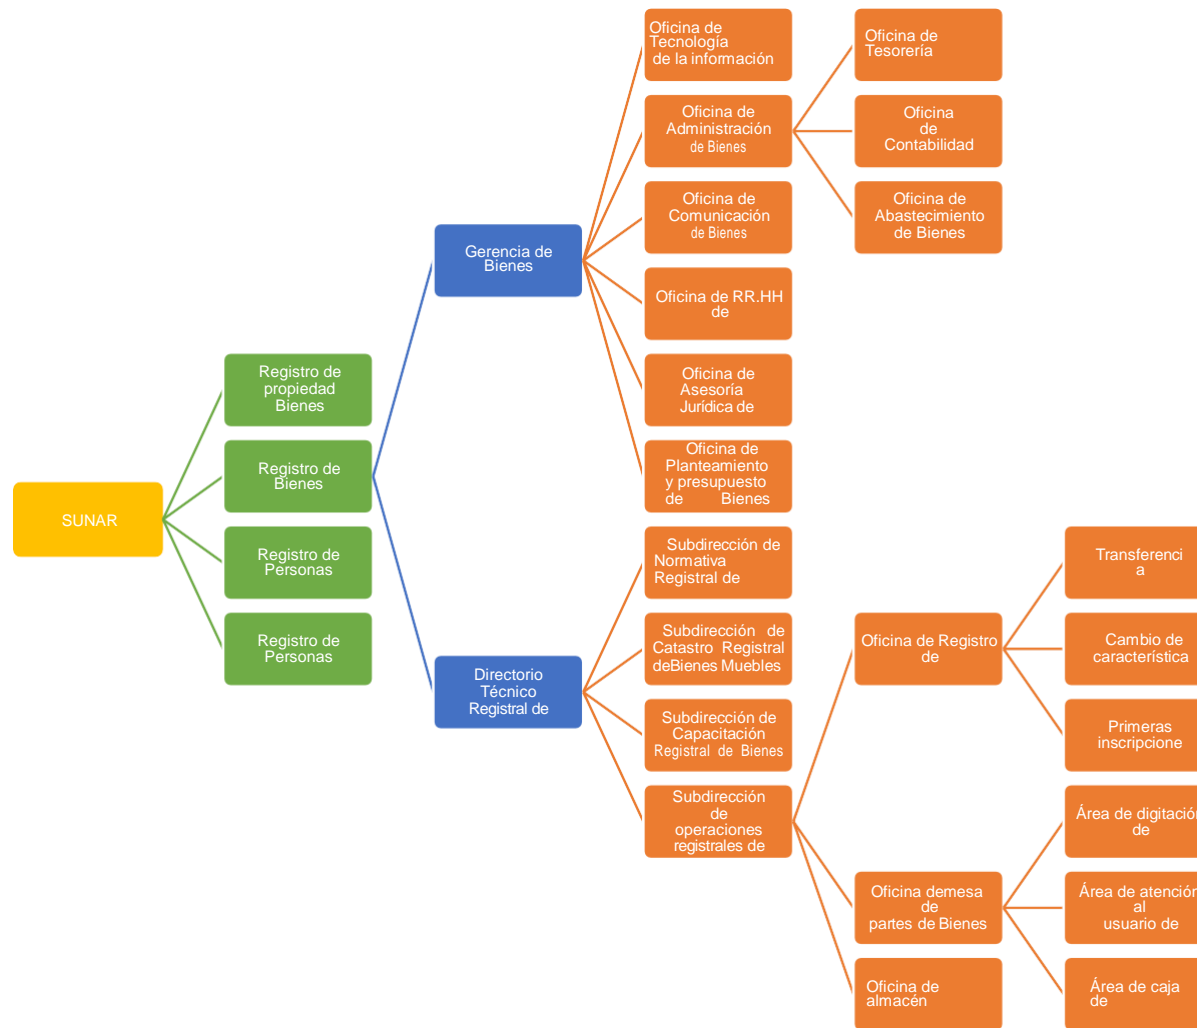 SUNAR
Registro de
propiedad
Bienes
Registro de
Bienes
Registro de
Personas
Registro de
Personas
Gerencia de
Bienes
Directorio
Técnico
Registral de
Oficina de
Tecnología
de la información
Oficina de
Administración
de Bienes
Oficina de
Comunicación
de Bienes
Oficina de RR.HH
de
Oficina de
Asesoría
Jurídica de
Oficina de
Planteamiento
y presupuesto
de Bienes
Subdirección de
Normativa
Registral de
Subdirección de
Catastro Registral
deBienes Muebles
Subdirección de
Capacitación
Registral de Bienes
Subdirección
de
operaciones
registrales de
Oficina de
Tesorería
Oficina
de
Contabilidad
Oficina de
Abastecimiento
de Bienes
Oficina de Registro
de
Oficina demesa
de
partes de Bienes
Oficina de
almacén
Transferenci
a
Cambio de
característica
Primeras
inscripcione
Área de digitación
de
Área de atención
al
usuario de
Área de caja
de